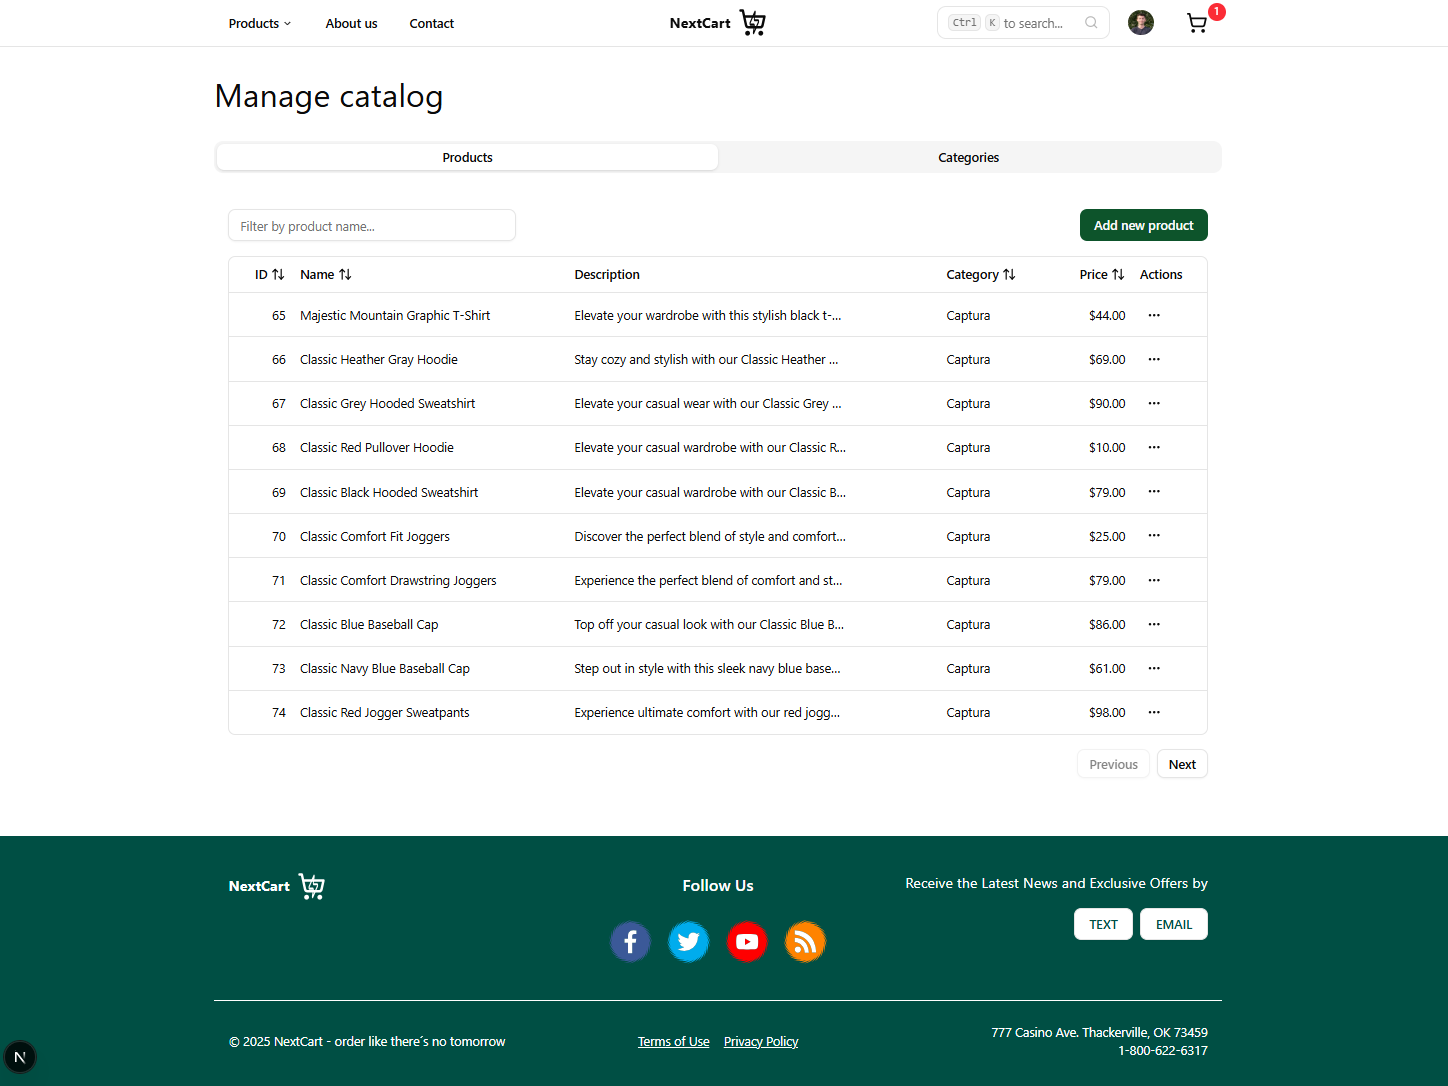 Products About us Contact NextCart Ctrl K to search... 1
Manage catalog
Products Categories
Filter by product name... Add new product
ID Name Description Category Price Actions
65 Majestic Mountain Graphic T-Shirt Elevate your wardrobe with this stylish black t-... Captura $44.00 ...
66 Classic Heather Gray Hoodie Stay cozy and stylish with our Classic Heather ... Captura $69.00 ...
67 Classic Grey Hooded Sweatshirt Elevate your casual wear with our Classic Grey ... Captura $90.00 ...
68 Classic Red Pullover Hoodie Elevate your casual wardrobe with our Classic R... Captura $10.00 ...
69 Classic Black Hooded Sweatshirt Elevate your casual wardrobe with our Classic B... Captura $79.00 ...
70 Classic Comfort Fit Joggers Discover the perfect blend of style and comfort... Captura $25.00 ...
71 Classic Comfort Drawstring Joggers Experience the perfect blend of comfort and st... Captura $79.00 ...
72 Classic Blue Baseball Cap Top off your casual look with our Classic Blue B... Captura $86.00 ...
73 Classic Navy Blue Baseball Cap Step out in style with this sleek navy blue base... Captura $61.00 ...
74 Classic Red Jogger Sweatpants Experience ultimate comfort with our red jogg... Captura $98.00 ...
Previous Next
NextCart Follow Us Receive the Latest News and Exclusive Offers by
TEXT EMAIL
© 2025 NextCart - order like there´s no tomorrow Terms of Use Privacy Policy 777 Casino Ave. Thackerville, OK 73459
1-800-622-6317
N